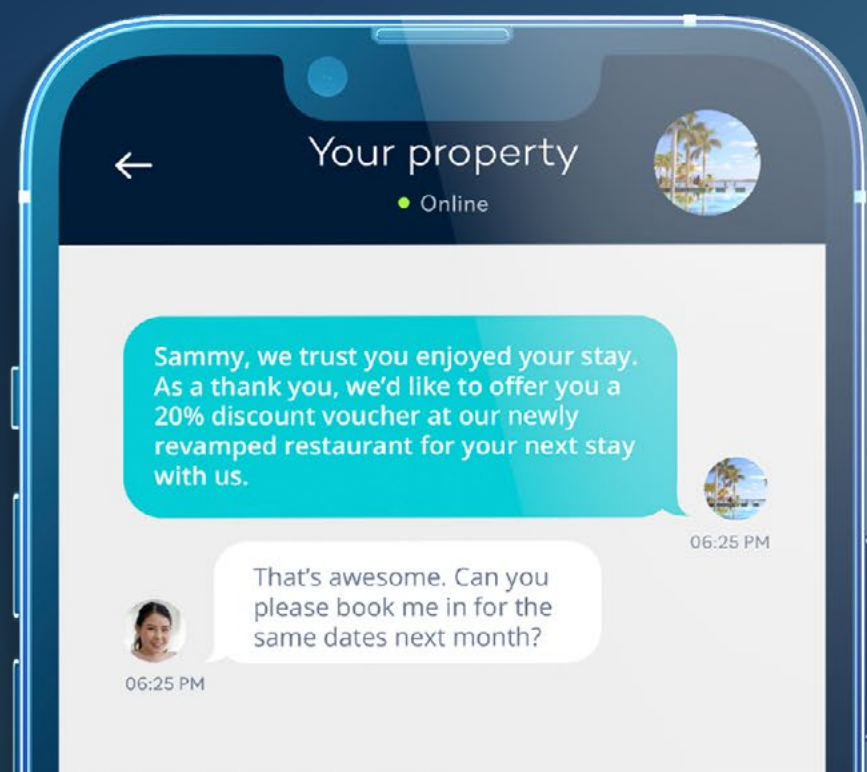 Your property
Online
Sammy, we trust you enjoyed your stay.
As a thank you, we’d like to offer you a
20% discount voucher at our newly
revamped restaurant for your next stay
with us.
06:25 PM
That’s awesome. Can you
please book me in for the
same dates next month?
06:25 PM